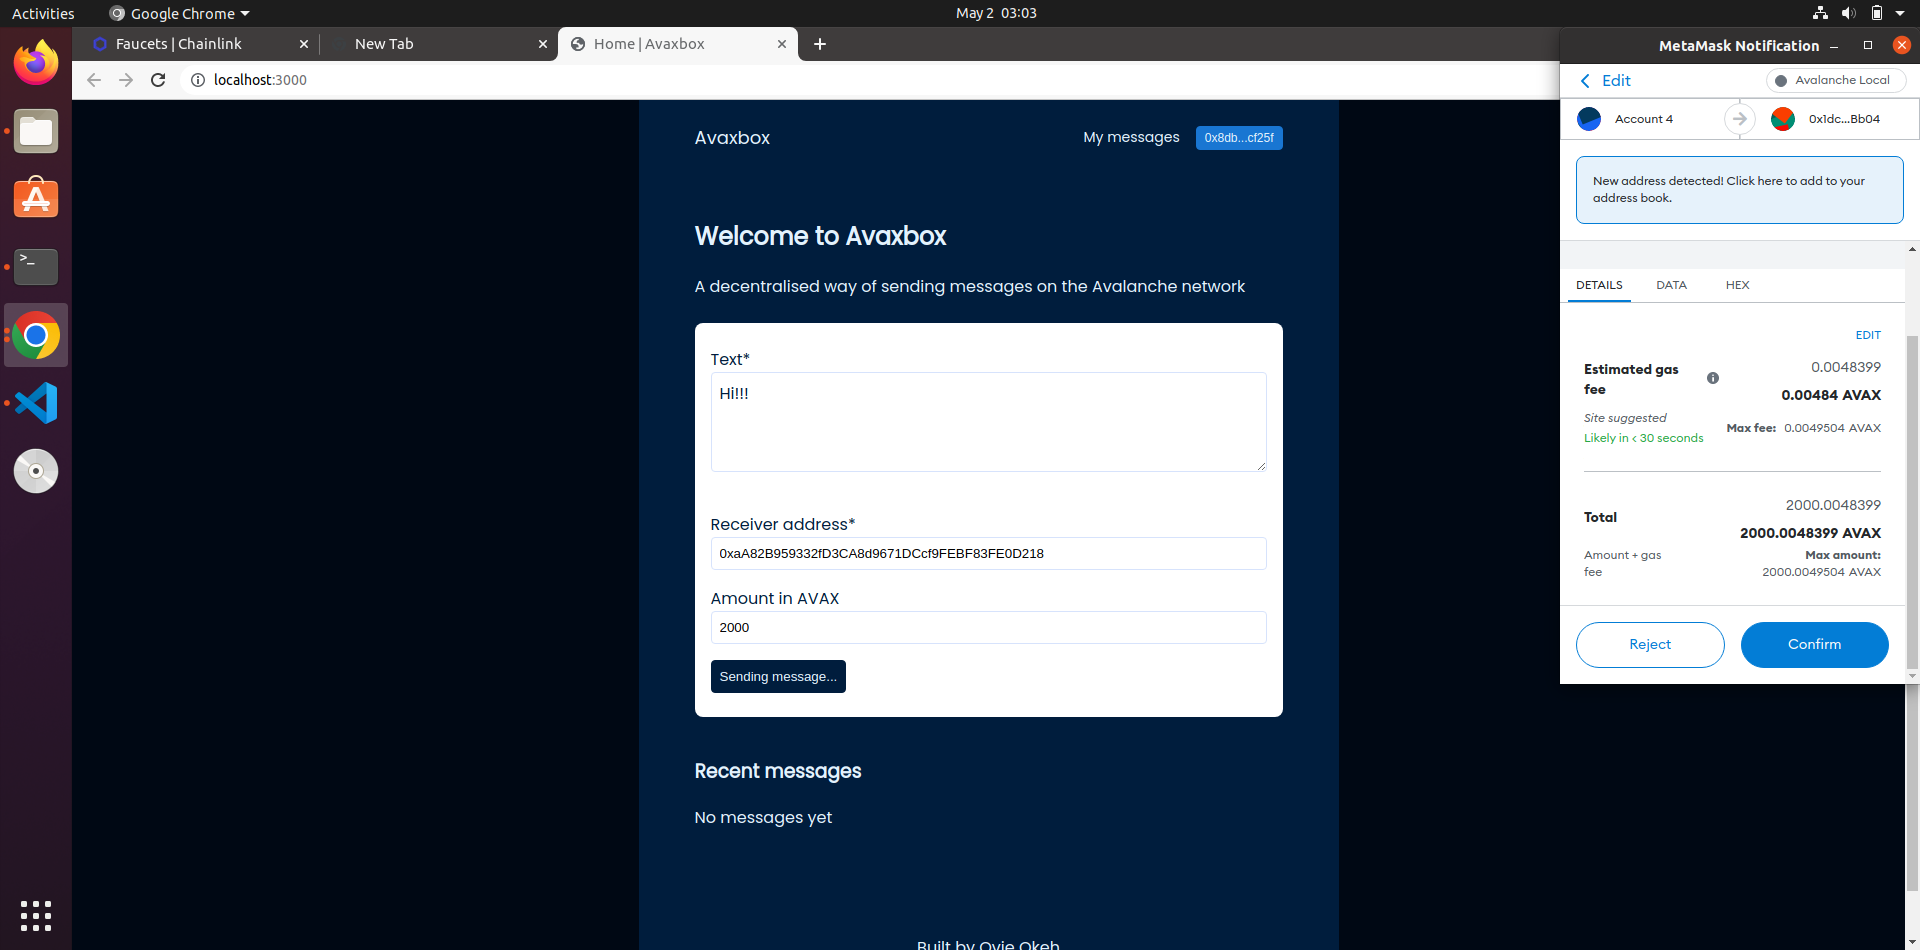 Activities
Google Chrome
May 2 03:03
Faucets | Chainlink
New Tab
Home | Avaxbox
localhost:3000
Avaxbox
My messages
0x8db...cf25f
Welcome to Avaxbox
A decentralised way of sending messages on the Avalanche network
Text*
Hi!!!
Receiver address*
0xaA82B959332fD3CA8d9671DCcf9FEBF83FE0D218
Amount in AVAX
2000
Sending message...
Recent messages
No messages yet
Built by Ovie Okeh
MetaMask Notification
Edit
Avalanche Local
Account 4
0x1dc...Bb04
New address detected! Click here to add to your
address book.
DETAILS
DATA
HEX
EDIT
Estimated gas
fee
0.0048399
0.00484 AVAX
Site suggested
Likely in < 30 seconds
Max fee: 0.0049504 AVAX
Total
2000.0048399
2000.0048399 AVAX
Amount + gas
fee
Max amount:
2000.0049504 AVAX
Reject
Confirm